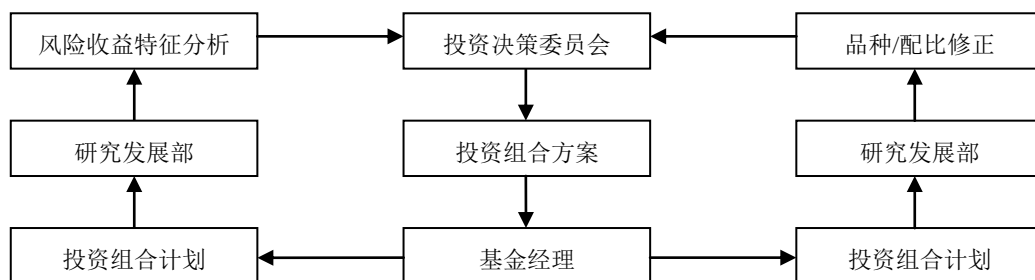 风险收益特征分析
投资决策委员会
品种/配比修正
研究发展部
投资组合方案
研究发展部
投资组合计划
基金经理
投资组合计划